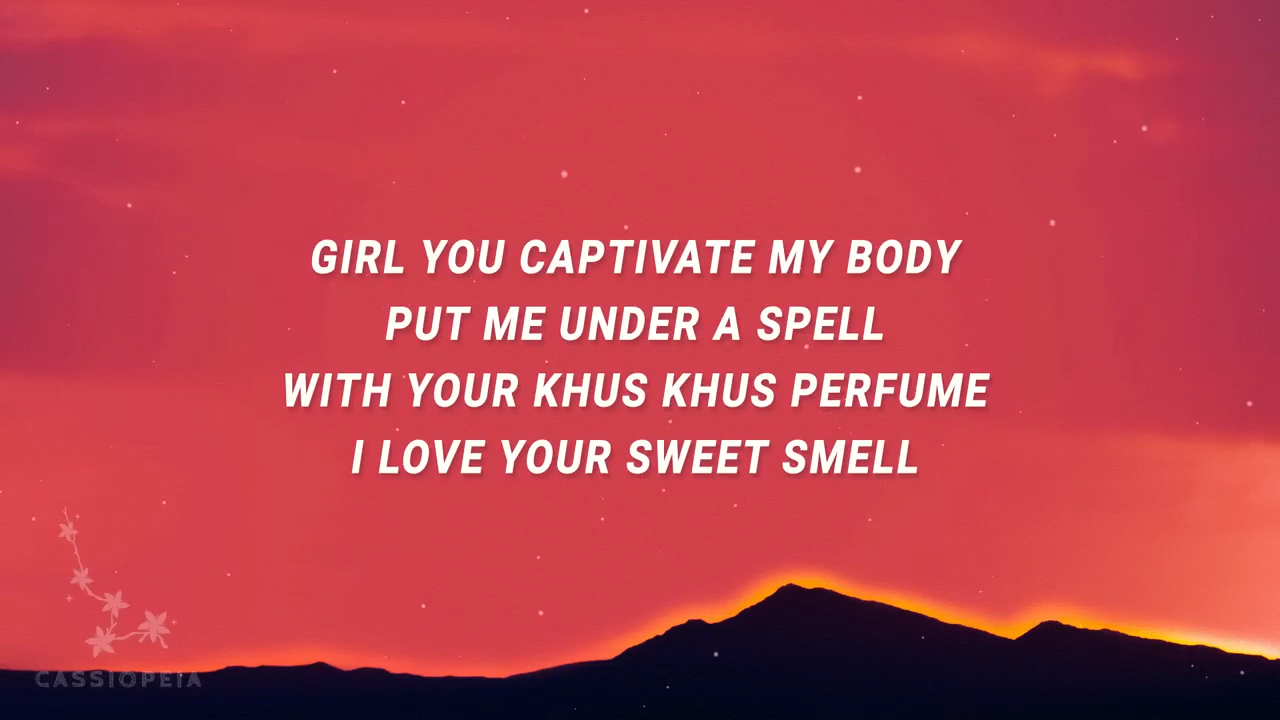 GIRL YOU CAPTIVATE MY BODY
PUT ME UNDER A SPELL
WITH YOUR KHUS KHUS PERFUME
I LOVE YOUR SWEET SMELL
CASSIOPEIA